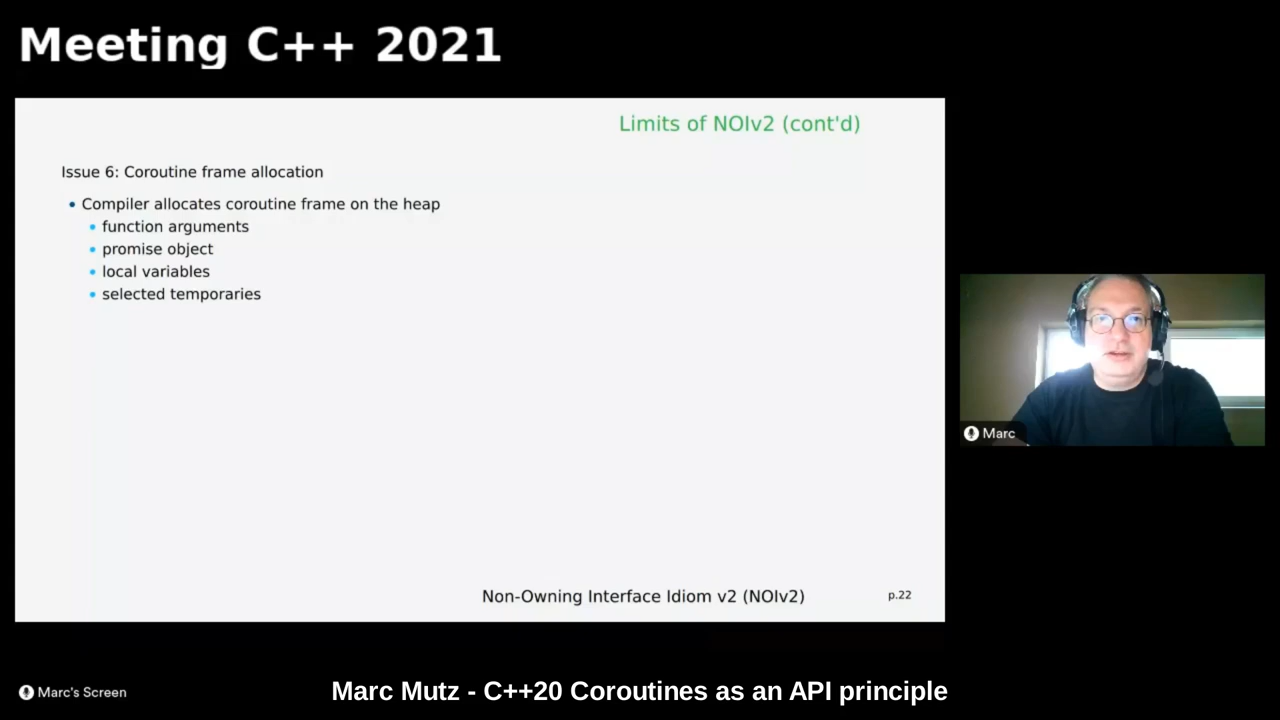 Meeting C++ 2021
Limits of NOIv2 (cont'd)
Issue 6: Coroutine frame allocation
• Compiler allocates coroutine frame on the heap
• function arguments
• promise object
• local variables
• selected temporaries
Non-Owning Interface Idiom v2 (NOIv2)
p.22
Marc
Marc's Screen
Marc Mutz - C++20 Coroutines as an API principle